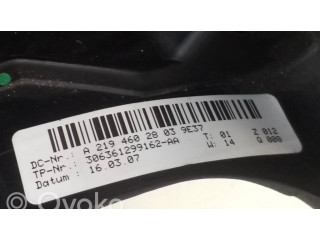 DC-Nr.: A 219 460 28 03 9E37 T: 01 Z 012
TP-Nr.: 306361299162-AA W: 14 G 009
Datum : 16.03.07
© Ovoko